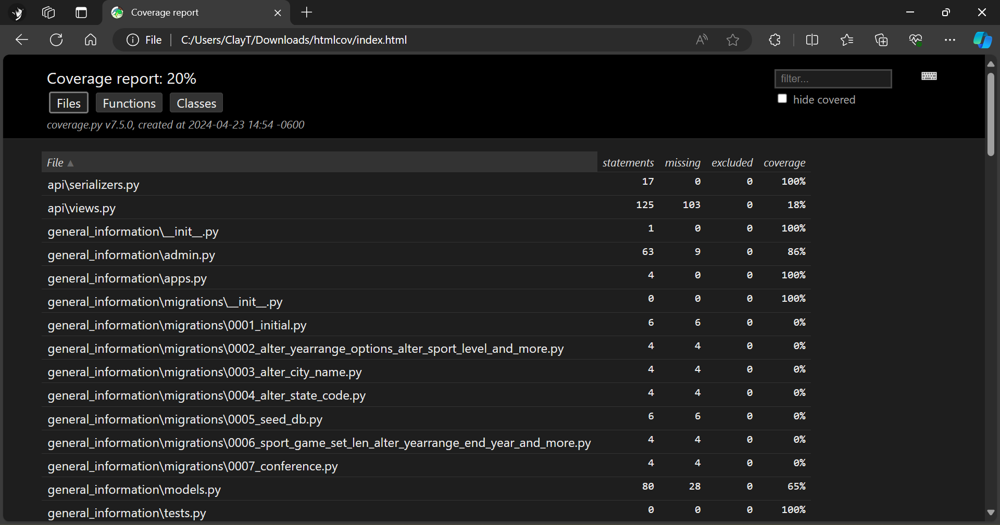 Coverage report
File C:/Users/ClayT/Downloads/htmlcov/index.html
Coverage report: 20%
filter...
Files Functions Classes
hide covered
coverage.py v7.5.0, created at 2024-04-23 14:54 -0600
File ▲ statements missing excluded coverage
api\serializers.py 17 0 0 100%
api\views.py 125 103 0 18%
general_information\__init__.py 1 0 0 100%
general_information\admin.py 63 9 0 86%
general_information\apps.py 4 0 0 100%
general_information\migrations\__init__.py 0 0 0 100%
general_information\migrations\0001_initial.py 6 6 0 0%
general_information\migrations\0002_alter_yearrange_options_alter_sport_level_and_more.py 4 4 0 0%
general_information\migrations\0003_alter_city_name.py 4 4 0 0%
general_information\migrations\0004_alter_state_code.py 4 4 0 0%
general_information\migrations\0005_seed_db.py 6 6 0 0%
general_information\migrations\0006_sport_game_set_len_alter_yearrange_end_year_and_more.py 4 4 0 0%
general_information\migrations\0007_conference.py 4 4 0 0%
general_information\models.py 80 28 0 65%
general_information\tests.py 0 0 0 100%